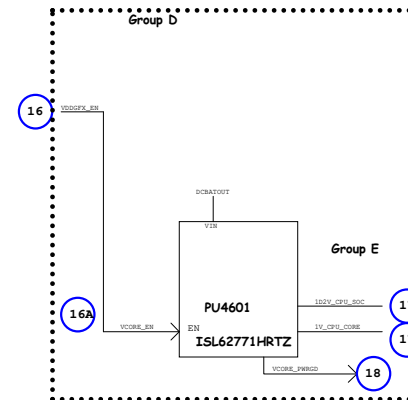 Group D
16
VDDGFX_EN
DCBATOUT
VIN
Group E
16A
PU4601
1D2V_CPU_SOC
VCORE_EN
EN
1V_CPU_CORE
ISL62771HRTZ
VCORE_PWRGD
18